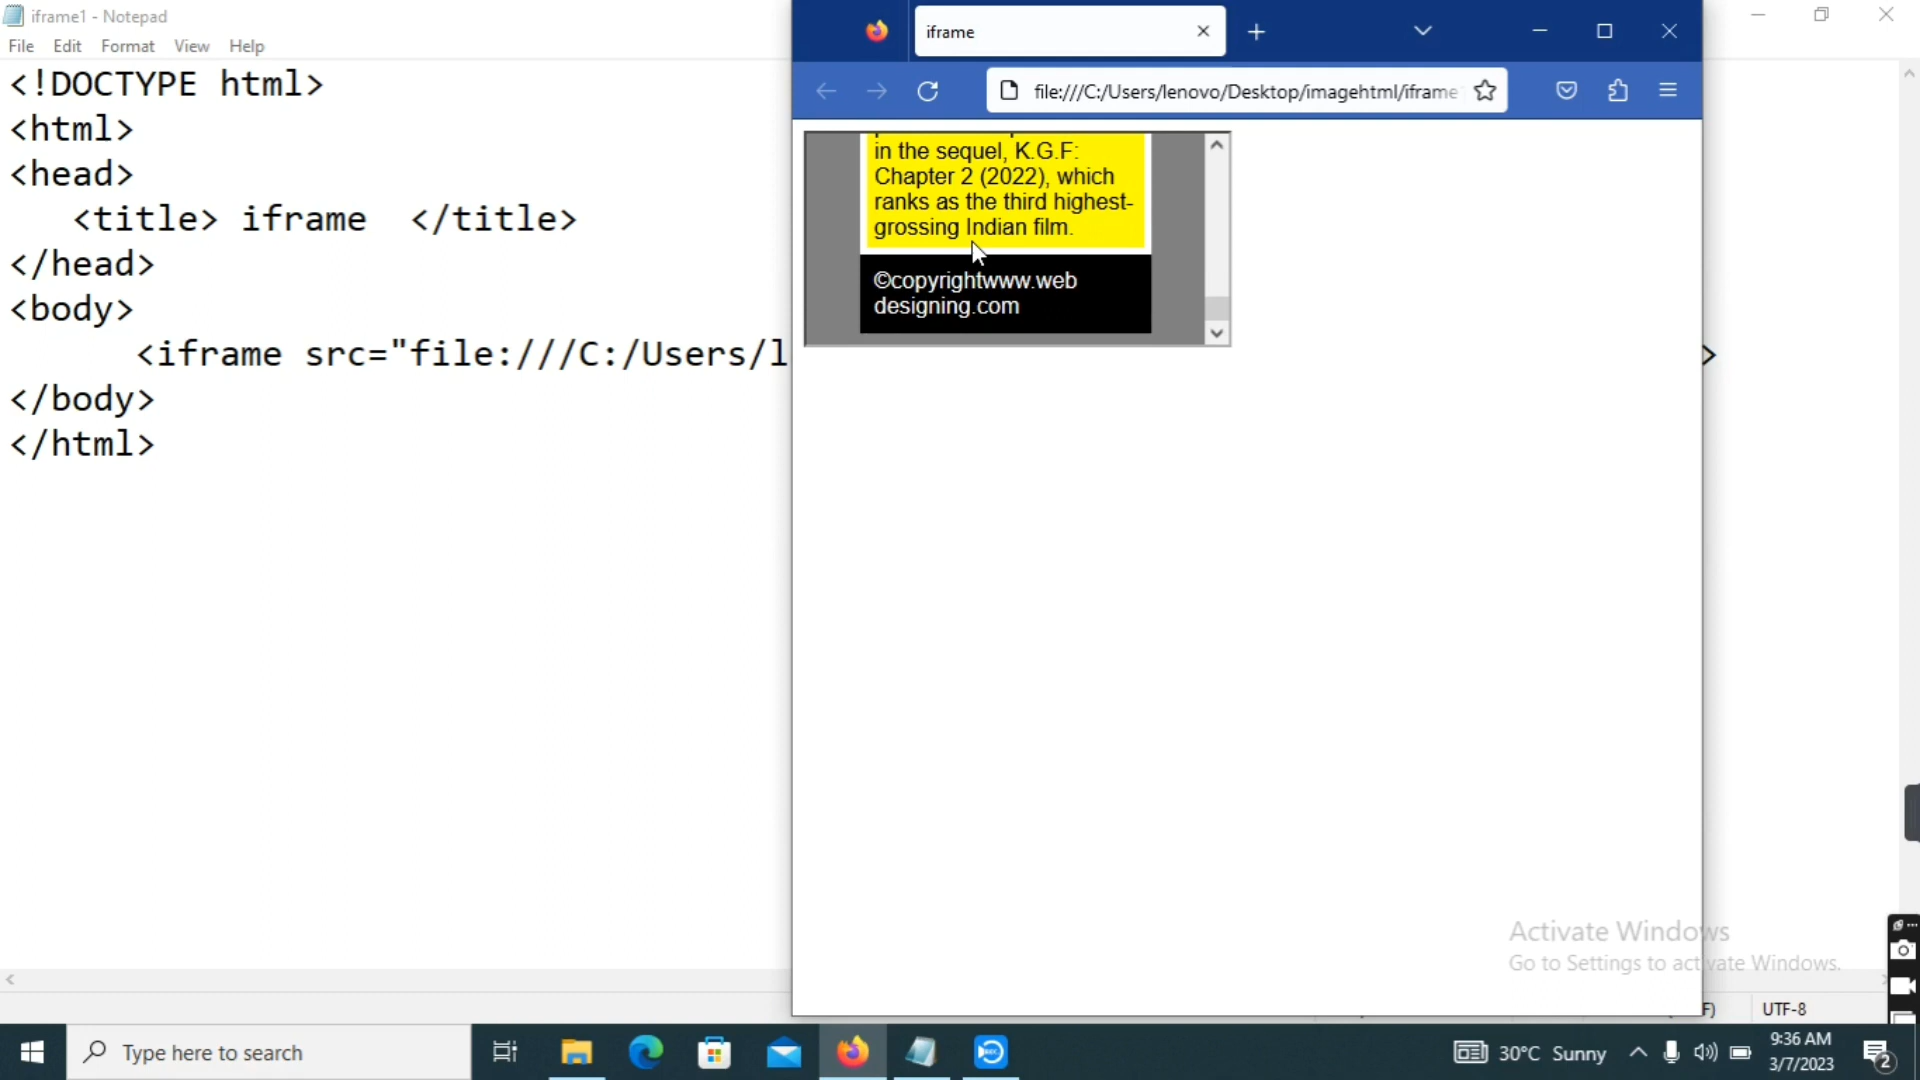 iframe1 - Notepad
File Edit Format View Help
<!DOCTYPE html>
<html>
<head>
<title> iframe </title>
</head>
<body>
<iframe src="file:///C:/Users/l
>
</body>
</html>
iframe
file:///C:/Users/lenovo/Desktop/imagehtml/iframe
in the sequel, K.G.F:
Chapter 2 (2022), which
ranks as the third highest-
grossing Indian film.
©copyrightwww.web
designing.com
Activate Windows
Go to Settings to activate Windows.
F)
UTF-8
Type here to search
REC
30°C Sunny
9:36 AM
3/7/2023
2